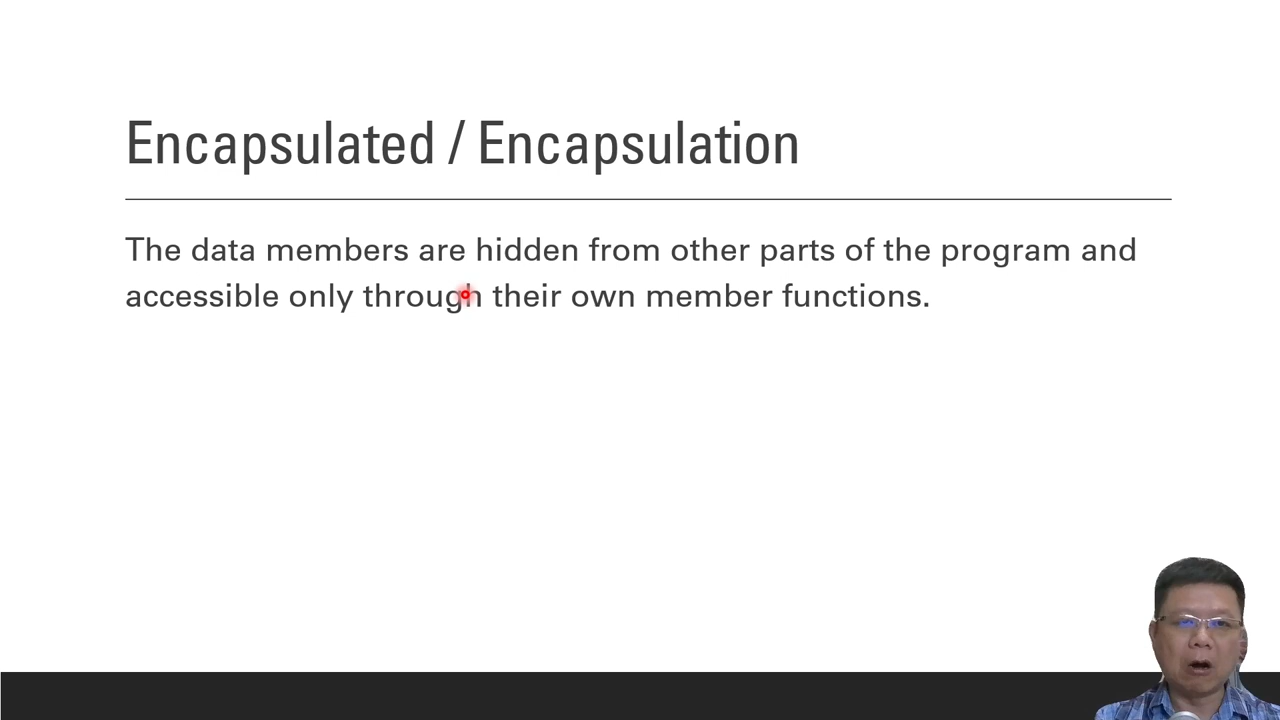 Encapsulated / Encapsulation
The data members are hidden from other parts of the program and
accessible only through their own member functions.